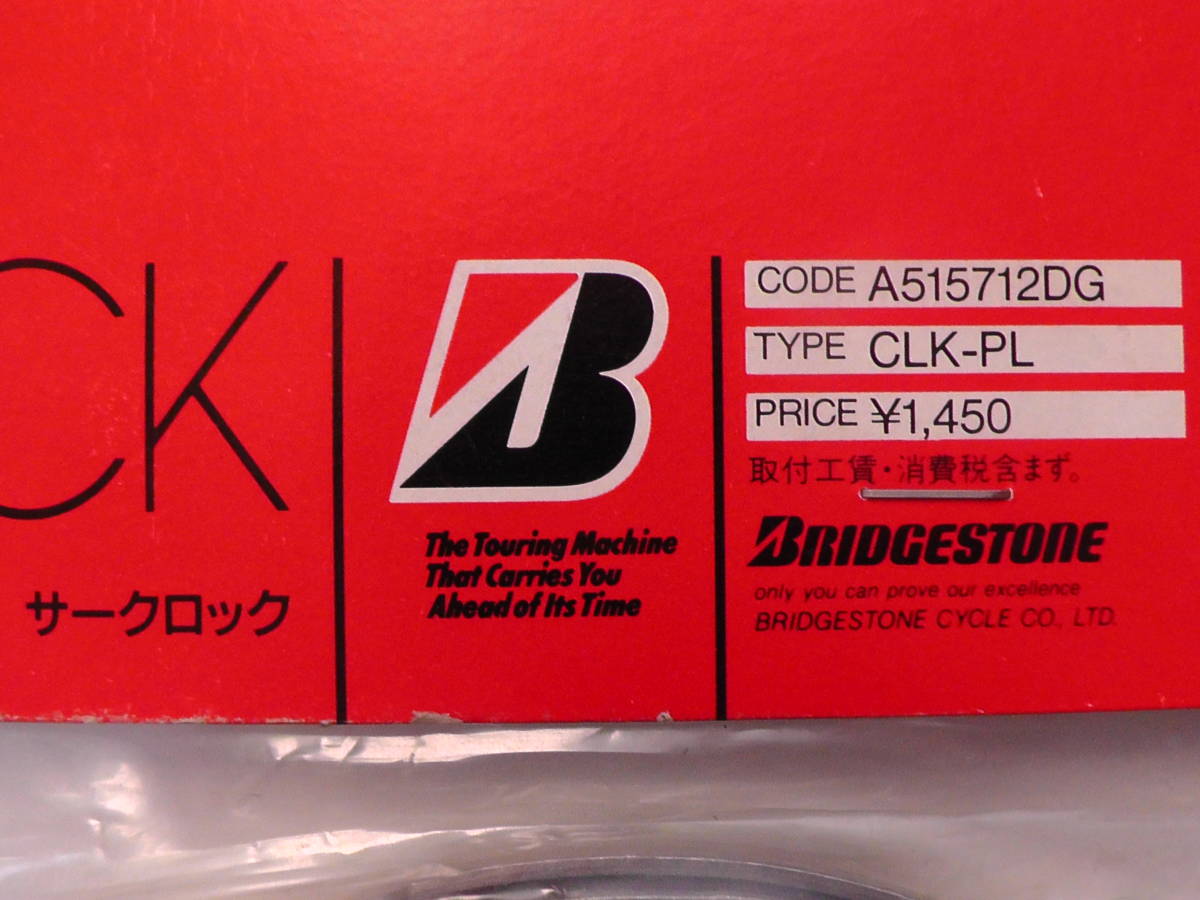 CK
サークロック
B
The Touring Machine
That Carries You
Ahead of Its Time
CODE A515712DG
TYPE CLK-PL
PRICE ¥1,450
取付工賃・消費税含まず。
BRIDGESTONE
only you can prove our excellence
BRIDGESTONE CYCLE CO., LTD.